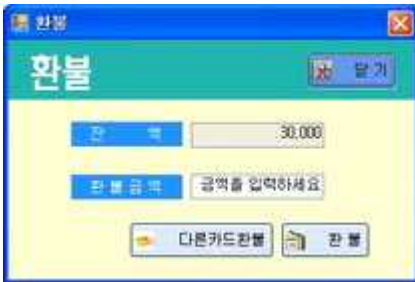 환불
환불 닫 기
잔 액 30,000
환 불 금 액 금액을 입력하세요
다른카드환불 환 불